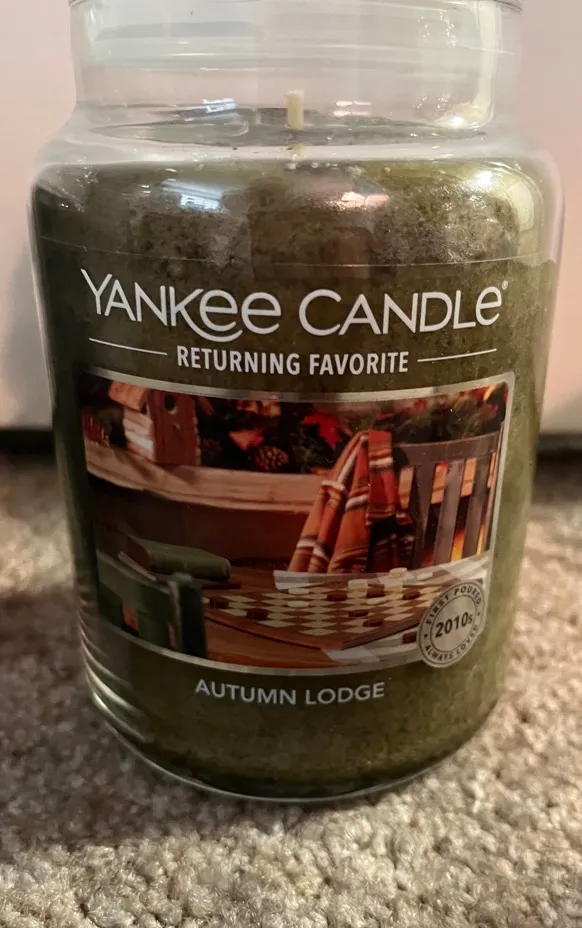 YANKEE CANDLE®
RETURNING FAVORITE
FIRST POURED
2010s
ALWAYS LOVED
AUTUMN LODGE